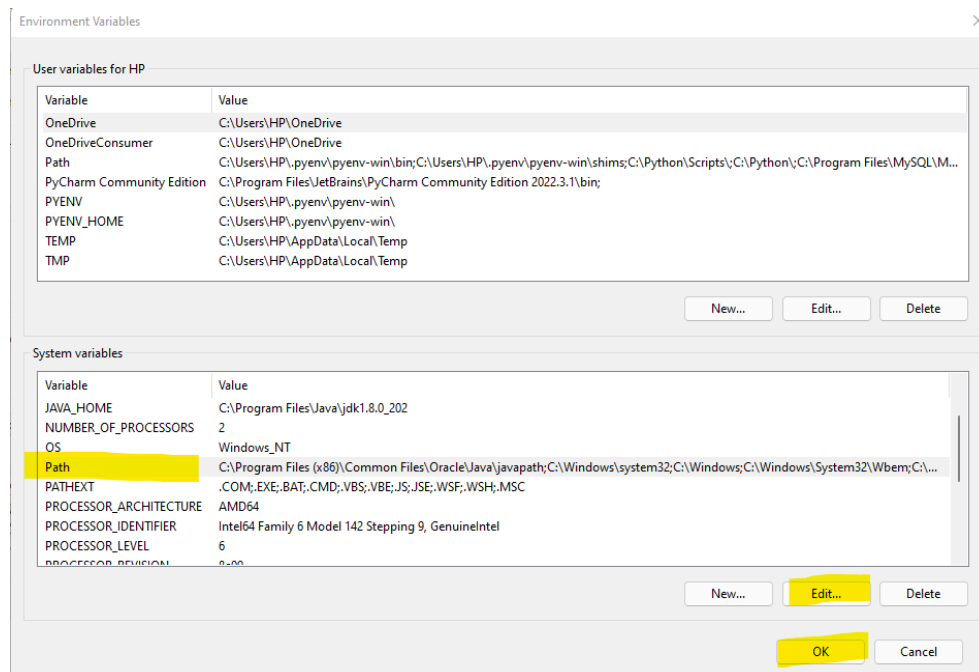 Environment Variables
User variables for HP
Variable Value
OneDrive C:\Users\HP\OneDrive
OneDriveConsumer C:\Users\HP\OneDrive
Path C:\Users\HP\.pyenv\pyenv-win\bin;C:\Users\HP\.pyenv\pyenv-win\shims;C:\Python\Scripts\;C:\Python\;C:\Program Files\MySQL\M...
PyCharm Community Edition C:\Program Files\JetBrains\PyCharm Community Edition 2022.3.1\bin;
PYENV C:\Users\HP\.pyenv\pyenv-win\
PYENV_HOME C:\Users\HP\.pyenv\pyenv-win\
TEMP C:\Users\HP\AppData\Local\Temp
TMP C:\Users\HP\AppData\Local\Temp
New... Edit... Delete
System variables
Variable Value
JAVA_HOME C:\Program Files\Java\jdk1.8.0_202
NUMBER_OF_PROCESSORS 2
OS Windows_NT
Path C:\Program Files (x86)\Common Files\Oracle\Java\javapath;C:\Windows\system32;C:\Windows;C:\Windows\System32\Wbem;C:\...
PATHEXT .COM;.EXE;.BAT;.CMD;.VBS;.VBE;.JS;.JSE;.WSF;.WSH;.MSC
PROCESSOR_ARCHITECTURE AMD64
PROCESSOR_IDENTIFIER Intel64 Family 6 Model 142 Stepping 9, GenuineIntel
PROCESSOR_LEVEL 6
PROCESSOR_REVISION 8e09
New... Edit... Delete
OK Cancel